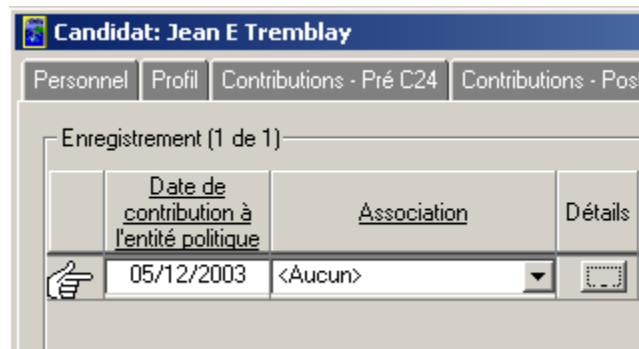 Candidat: Jean E Tremblay
Personnel Profil Contributions - Pré C24 Contributions - Pos
Enregistrement (1 de 1)
Date de
contribution à
l'entité politique
Association
Détails
05/12/2003 <Aucun>